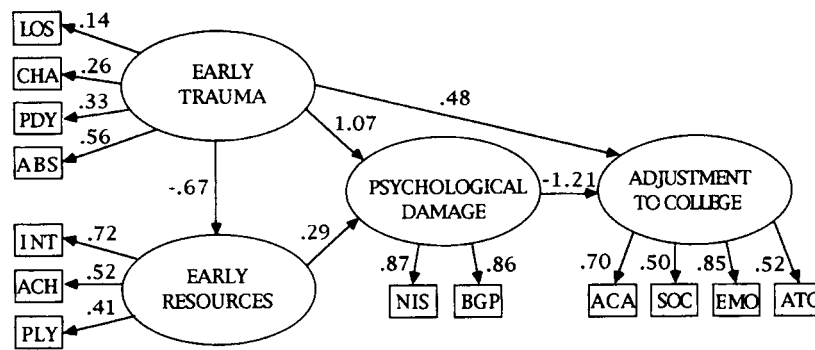 LOS
.14
CHA
.26
PDY
.33
ABS
.56
EARLY
TRAUMA
.48
1.07
-.67
PSYCHOLOGICAL
DAMAGE
-1.21
ADJUSTMENT
TO COLLEGE
INT
.72
ACH
.52
PLY
.41
EARLY
RESOURCES
.29
.87
.86
NIS
BGP
.70
.50
.85
.52
ACA
SOC
EMO
ATC